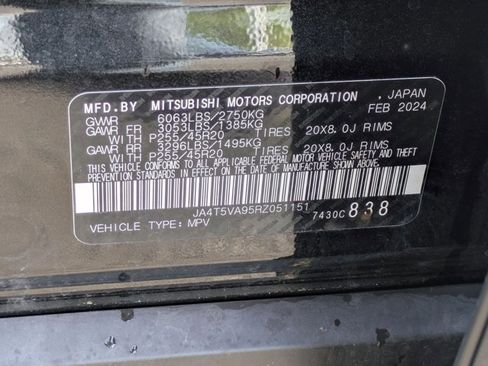 MFD.BY MITSUBISHI MOTORS CORPORATION , JAPAN
GVWR 6063LBS/2750KG FEB 2024
GAWR FR 3053LBS/1385KG
WITH P255/45R20 TIRES 20X8.0J RIMS
GAWR RR 3296LBS/1495KG
WITH P255/45R20 TIRES 20X8.0J RIMS
THIS VEHICLE CONFORMS TO ALL APPLICABLE FEDERAL MOTOR VEHICLE SAFETY AND THEFT
PREVENTION STANDARDS IN EFFECT ON THE DATE OF MANUFACTURE SHOWN ABOVE.
JA4T5VA95RZ051151
VEHICLE TYPE: MPV 7430C 838